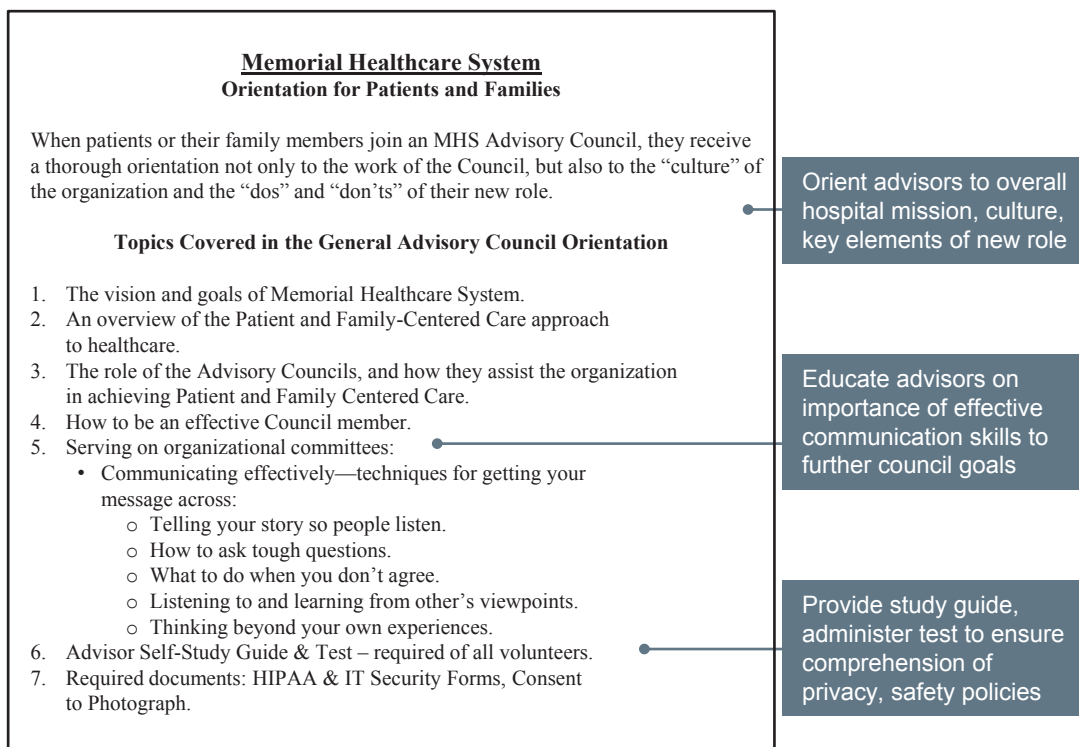 Memorial Healthcare System
Orientation for Patients and Families
When patients or their family members join an MHS Advisory Council, they receive
a thorough orientation not only to the work of the Council, but also to the “culture” of
the organization and the “dos” and “don’ts” of their new role.
Topics Covered in the General Advisory Council Orientation
1. The vision and goals of Memorial Healthcare System.
2. An overview of the Patient and Family-Centered Care approach
to healthcare.
3. The role of the Advisory Councils, and how they assist the organization
in achieving Patient and Family Centered Care.
4. How to be an effective Council member.
5. Serving on organizational committees:
• Communicating effectively—techniques for getting your
message across:
o Telling your story so people listen.
o How to ask tough questions.
o What to do when you don’t agree.
o Listening to and learning from other’s viewpoints.
o Thinking beyond your own experiences.
6. Advisor Self-Study Guide & Test – required of all volunteers.
7. Required documents: HIPAA & IT Security Forms, Consent
to Photograph.
Orient advisors to overall
hospital mission, culture,
key elements of new role
Educate advisors on
importance of effective
communication skills to
further council goals
Provide study guide,
administer test to ensure
comprehension of
privacy, safety policies